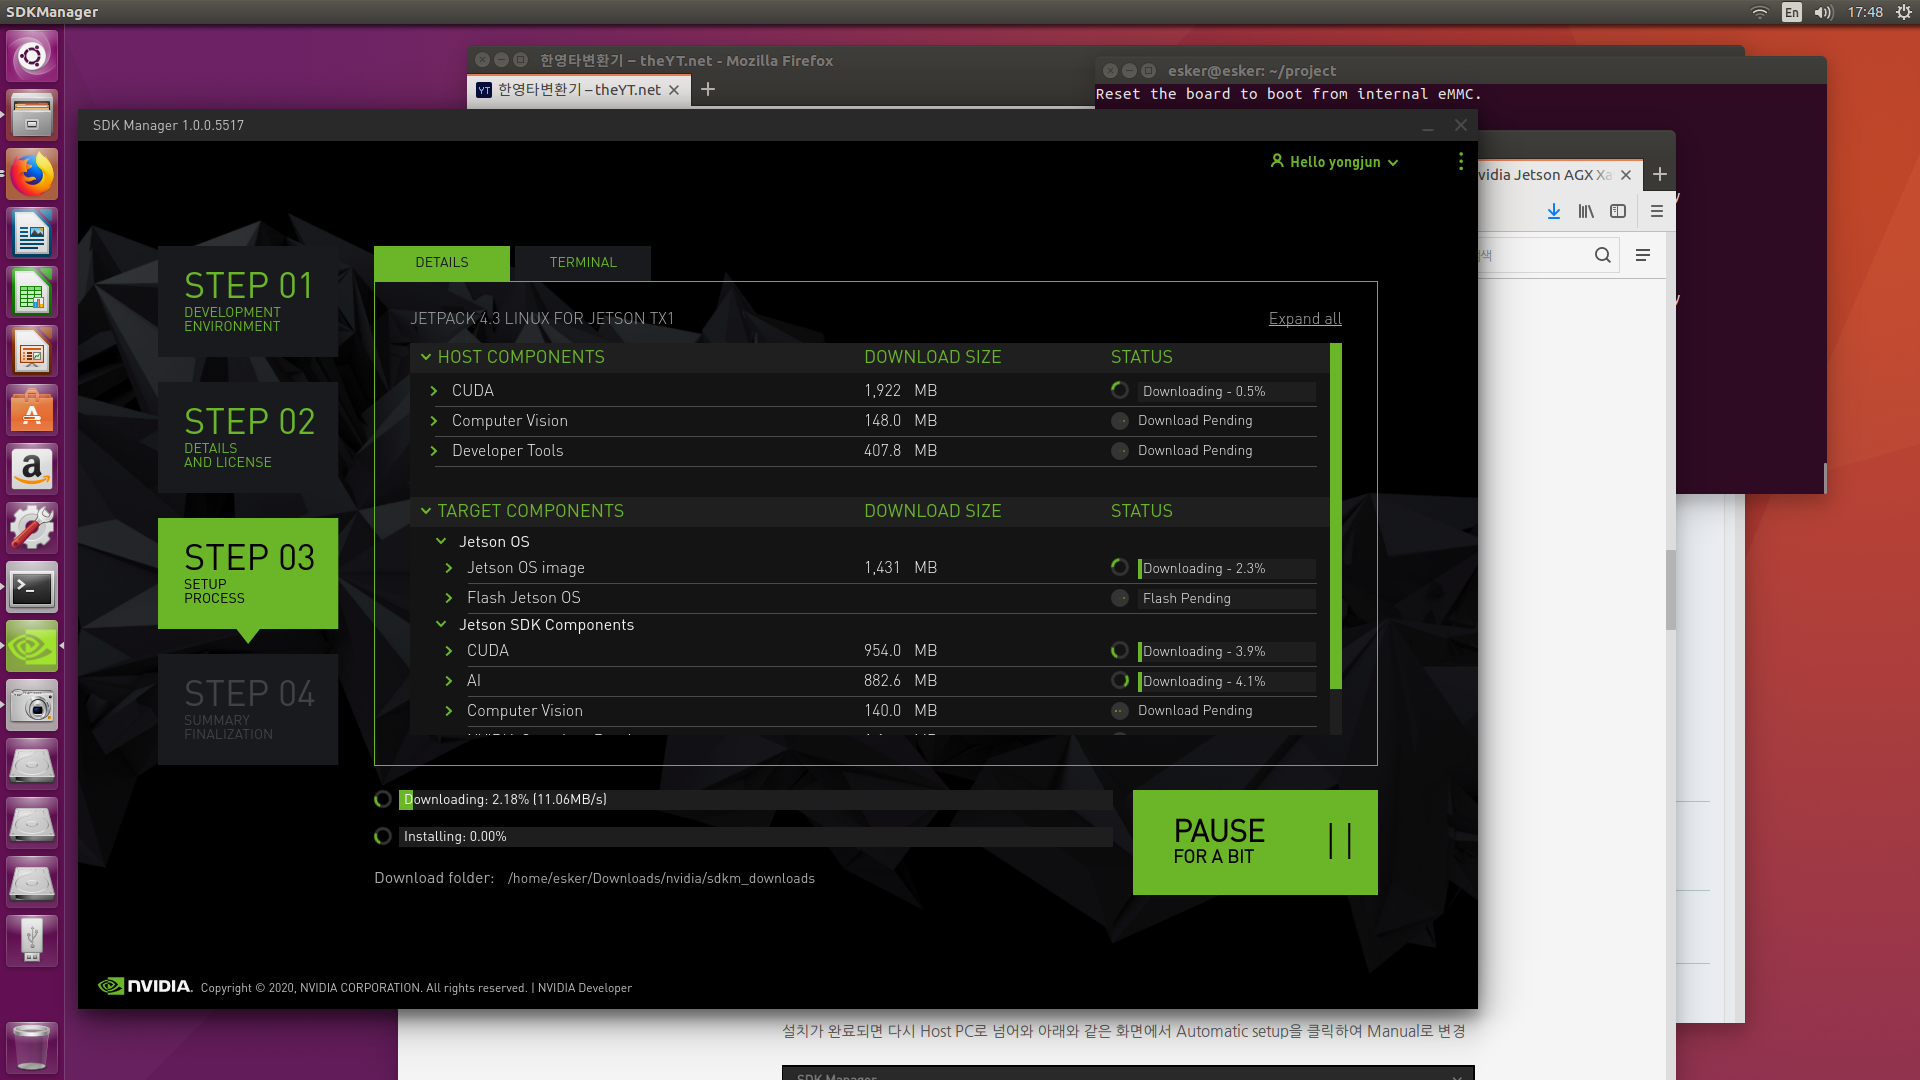 SDKManager
En
17:48
한영타변환기 – theYT.net - Mozilla Firefox
YT 한영타변환기 – theYT.net
esker@esker: ~/project
Reset the board to boot from internal eMMC.
SDK Manager 1.0.0.5517
Hello yongjun
vidia Jetson AGX Xa
STEP 01
DEVELOPMENT
ENVIRONMENT
STEP 02
DETAILS
AND LICENSE
STEP 03
SETUP
PROCESS
STEP 04
SUMMARY
FINALIZATION
DETAILS
TERMINAL
JETPACK 4.3 LINUX FOR JETSON TX1
Expand all
HOST COMPONENTS DOWNLOAD SIZE STATUS
CUDA 1,922 MB Downloading - 0.5%
Computer Vision 148.0 MB Download Pending
Developer Tools 407.8 MB Download Pending
TARGET COMPONENTS DOWNLOAD SIZE STATUS
Jetson OS
Jetson OS image 1,431 MB Downloading - 2.3%
Flash Jetson OS Flash Pending
Jetson SDK Components
CUDA 954.0 MB Downloading - 3.9%
AI 882.6 MB Downloading - 4.1%
Computer Vision 140.0 MB Download Pending
Downloading: 2.18% (11.06MB/s)
Installing: 0.00%
PAUSE
FOR A BIT
Download folder: /home/esker/Downloads/nvidia/sdkm_downloads
NVIDIA. Copyright © 2020, NVIDIA CORPORATION. All rights reserved. | NVIDIA Developer
설치가 완료되면 다시 Host PC로 넘어와 아래와 같은 화면에서 Automatic setup을 클릭하여 Manual로 변경
SDK Manager